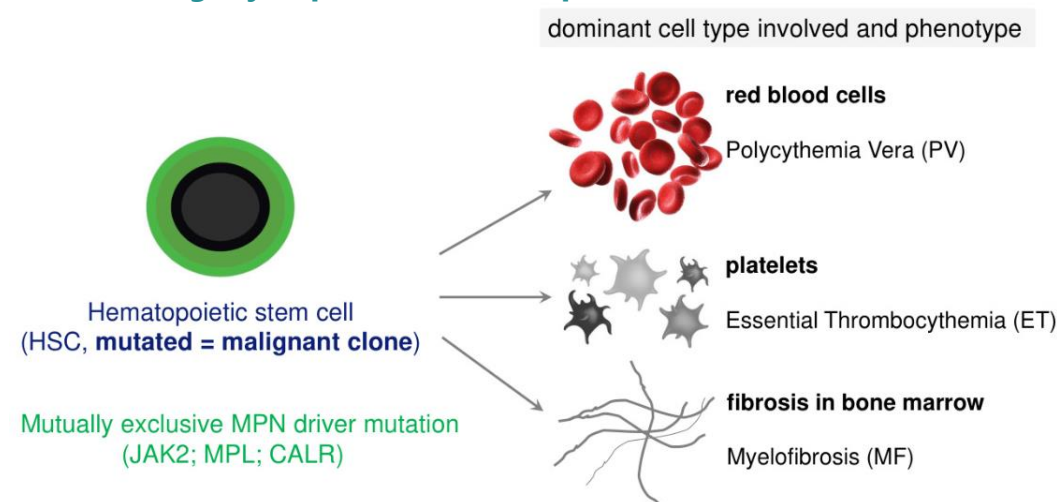 dominant cell type involved and phenotype
red blood cells
Polycythemia Vera (PV)
platelets
Essential Thrombocythemia (ET)
Hematopoietic stem cell
(HSC, mutated = malignant clone)
fibrosis in bone marrow
Myelofibrosis (MF)
Mutually exclusive MPN driver mutation
(JAK2; MPL; CALR)